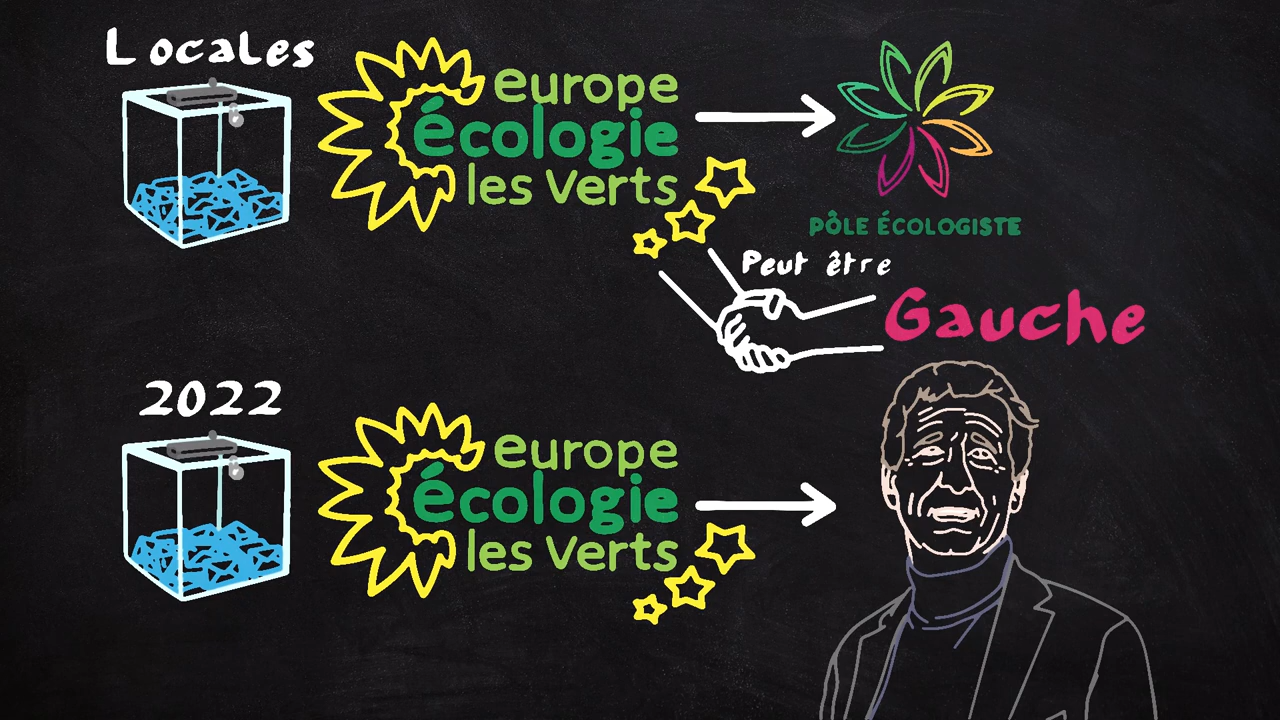 Locales
europe
écologie
les verts
PÔLE ÉCOLOGISTE
Peut être
Gauche
2022
europe
écologie
les verts